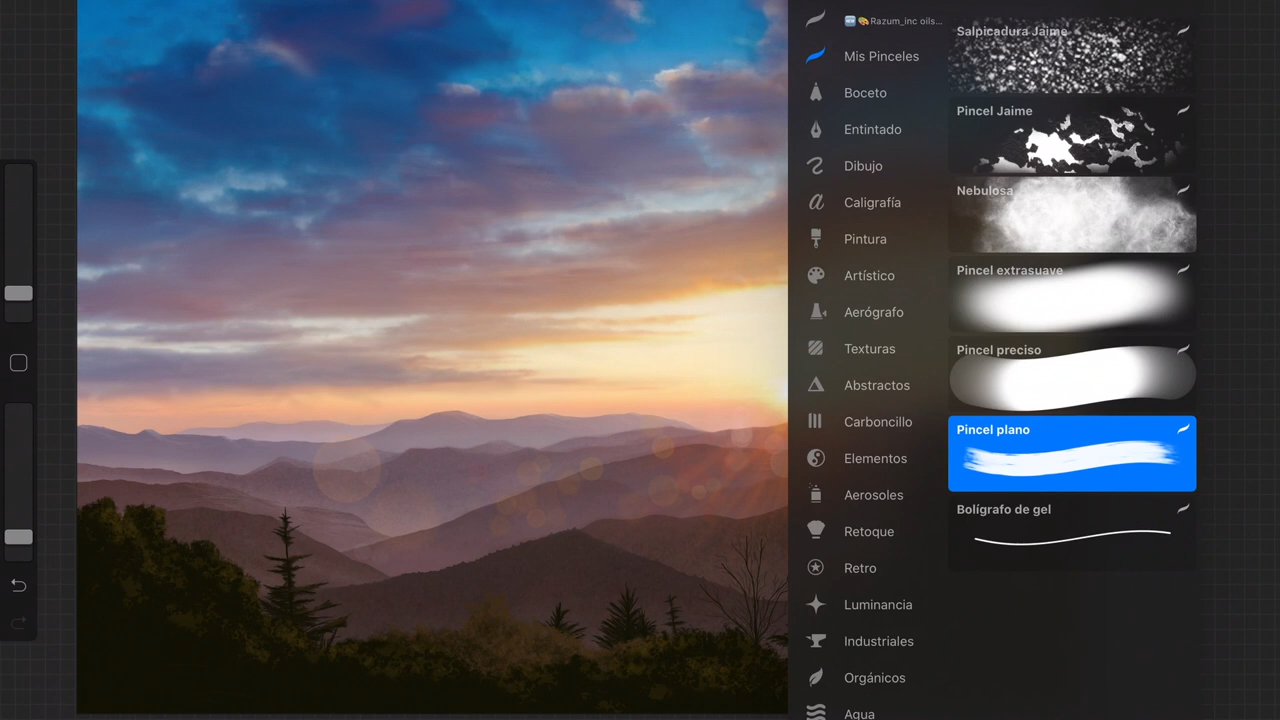 🆕🎨Razum_inc oils...
Mis Pinceles
Boceto
Entintado
Dibujo
Caligrafía
Pintura
Artístico
Aerógrafo
Texturas
Abstractos
Carboncillo
Elementos
Aerosoles
Retoque
Retro
Luminancia
Industriales
Orgánicos
Agua
Salpicadura Jaime
Pincel Jaime
Nebulosa
Pincel extrasuave
Pincel preciso
Pincel plano
Bolígrafo de gel